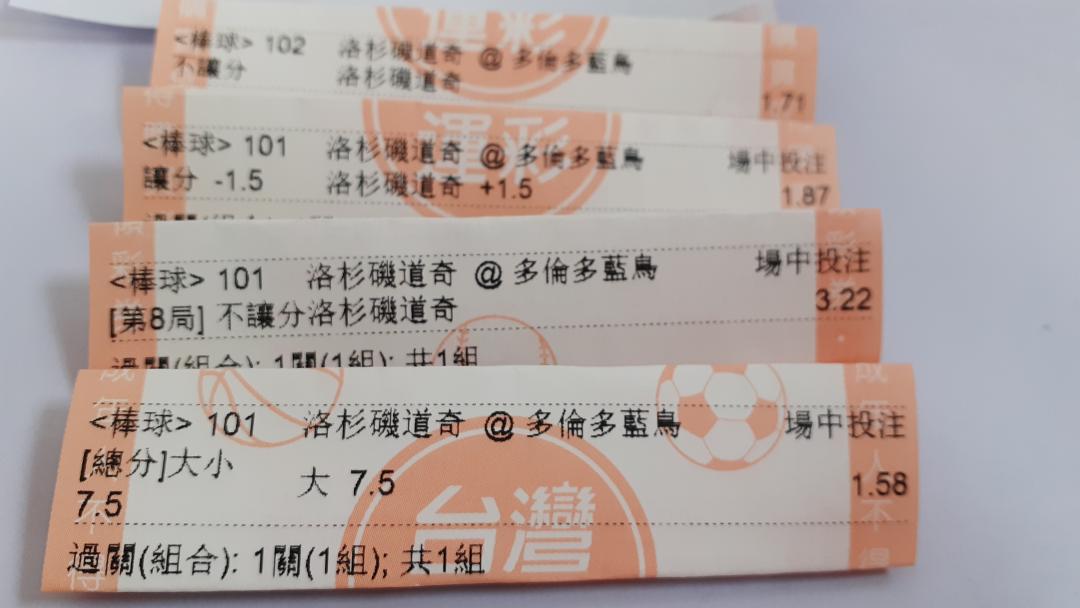 運彩
<棒球> 102 洛杉磯道奇 @ 多倫多藍鳥
不讓分 洛杉磯道奇
1.71
運彩
<棒球> 101 洛杉磯道奇 @ 多倫多藍鳥 場中投注
讓分 -1.5 洛杉磯道奇 +1.5 1.87
<棒球> 101 洛杉磯道奇 @ 多倫多藍鳥 場中投注
[第8局] 不讓分洛杉磯道奇 3.22
過關(組合): 1關(1組); 共1組
<棒球> 101 洛杉磯道奇 @ 多倫多藍鳥 場中投注
[總分]大小
7.5 大 7.5 1.58
台灣
過關(組合): 1關(1組); 共1組